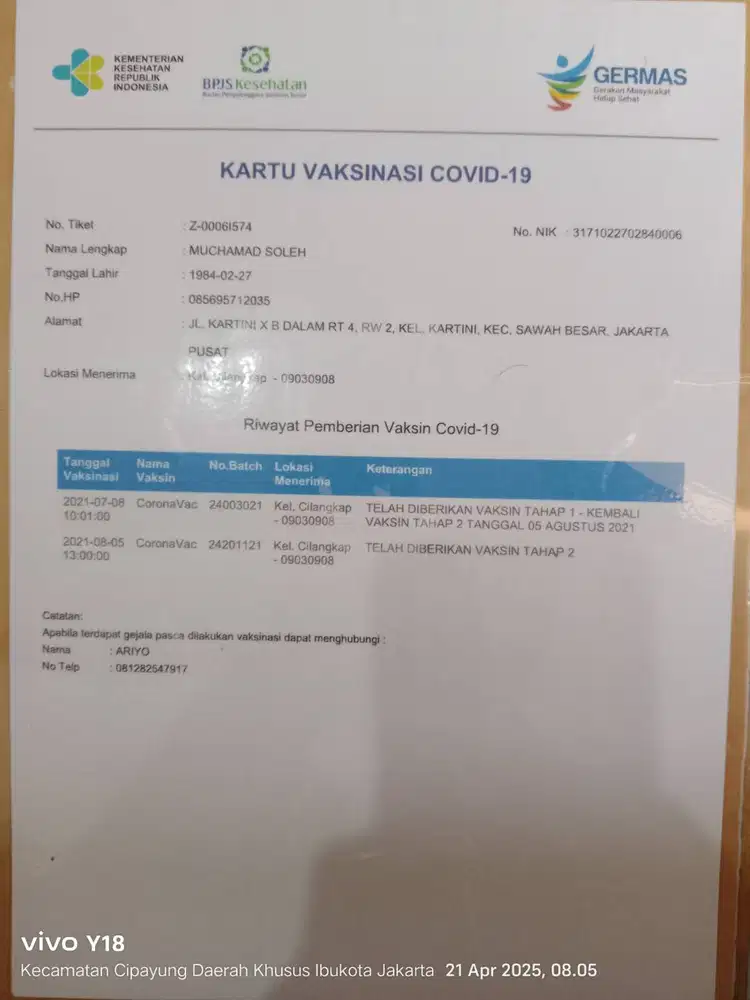 KEMENTERIAN
KESEHATAN
REPUBLIK
INDONESIA
BPJS Kesehatan
GERMAS
Gerakan Masyarakat
Hidup Sehat
KARTU VAKSINASI COVID-19
No. Tiket : Z-0006I574
No. NIK : 3171022702840006
Nama Lengkap : MUCHAMAD SOLEH
Tanggal Lahir : 1984-02-27
No.HP : 085695712035
Alamat : JL. KARTINI X B DALAM RT 4, RW 2, KEL. KARTINI, KEC. SAWAH BESAR, JAKARTA
PUSAT
Lokasi Menerima : Kel. Cilangkap - 09030908
Riwayat Pemberian Vaksin Covid-19
Tanggal Vaksinasi Nama Vaksin No.Batch Lokasi Menerima Keterangan
2021-07-08 CoronaVac 24003021 Kel. Cilangkap TELAH DIBERIKAN VAKSIN TAHAP 1 - KEMBALI
10:01:00 - 09030908 VAKSIN TAHAP 2 TANGGAL 05 AGUSTUS 2021
2021-08-05 CoronaVac 24201121 Kel. Cilangkap TELAH DIBERIKAN VAKSIN TAHAP 2
13:00:00 - 09030908
Catatan:
Apabila terdapat gejala pasca dilakukan vaksinasi dapat menghubungi :
Nama : ARIYO
No Telp : 081282547917
vivo Y18
Kecamatan Cipayung Daerah Khusus Ibukota Jakarta 21 Apr 2025, 08.05